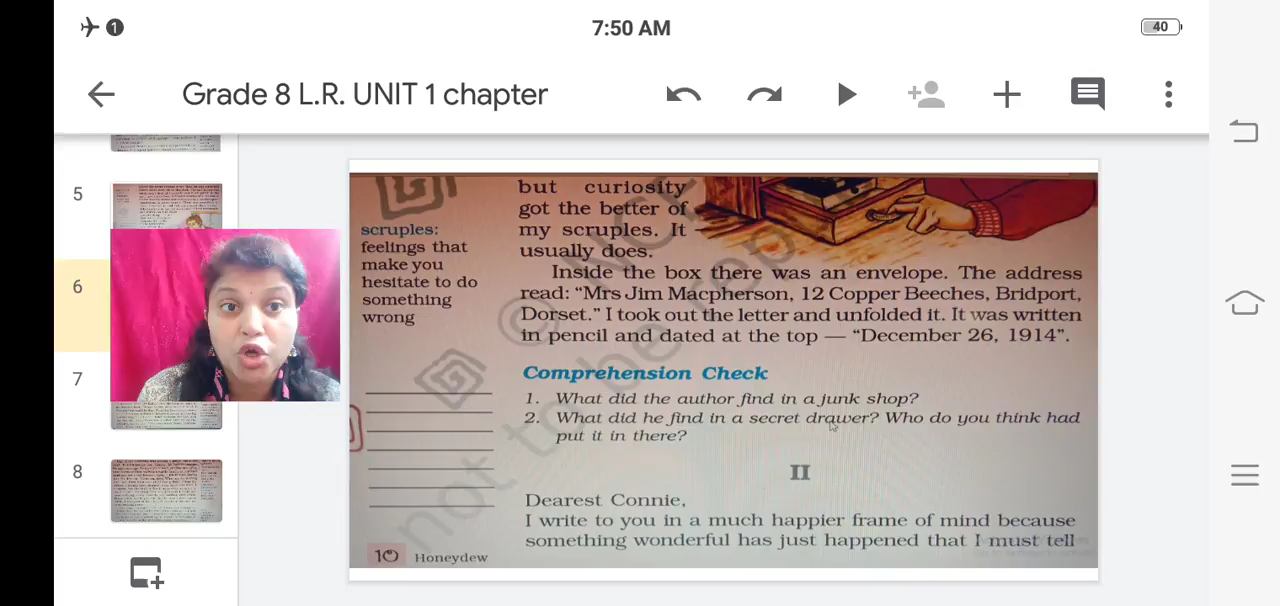 1
7:50 AM
40
Grade 8 L.R. UNIT 1 chapter
5
6
7
8
but curiosity
got the better of
my scruples. It
usually does.
scruples:
feelings that
make you
hesitate to do
something
wrong
Inside the box there was an envelope. The address
read: “Mrs Jim Macpherson, 12 Copper Beeches, Bridport,
Dorset.” I took out the letter and unfolded it. It was written
in pencil and dated at the top — “December 26, 1914”.
Comprehension Check
1. What did the author find in a junk shop?
2. What did he find in a secret drawer? Who do you think had
put it in there?
II
Dearest Connie,
I write to you in a much happier frame of mind because
something wonderful has just happened that I must tell
10 Honeydew
not to be rep
© NCE